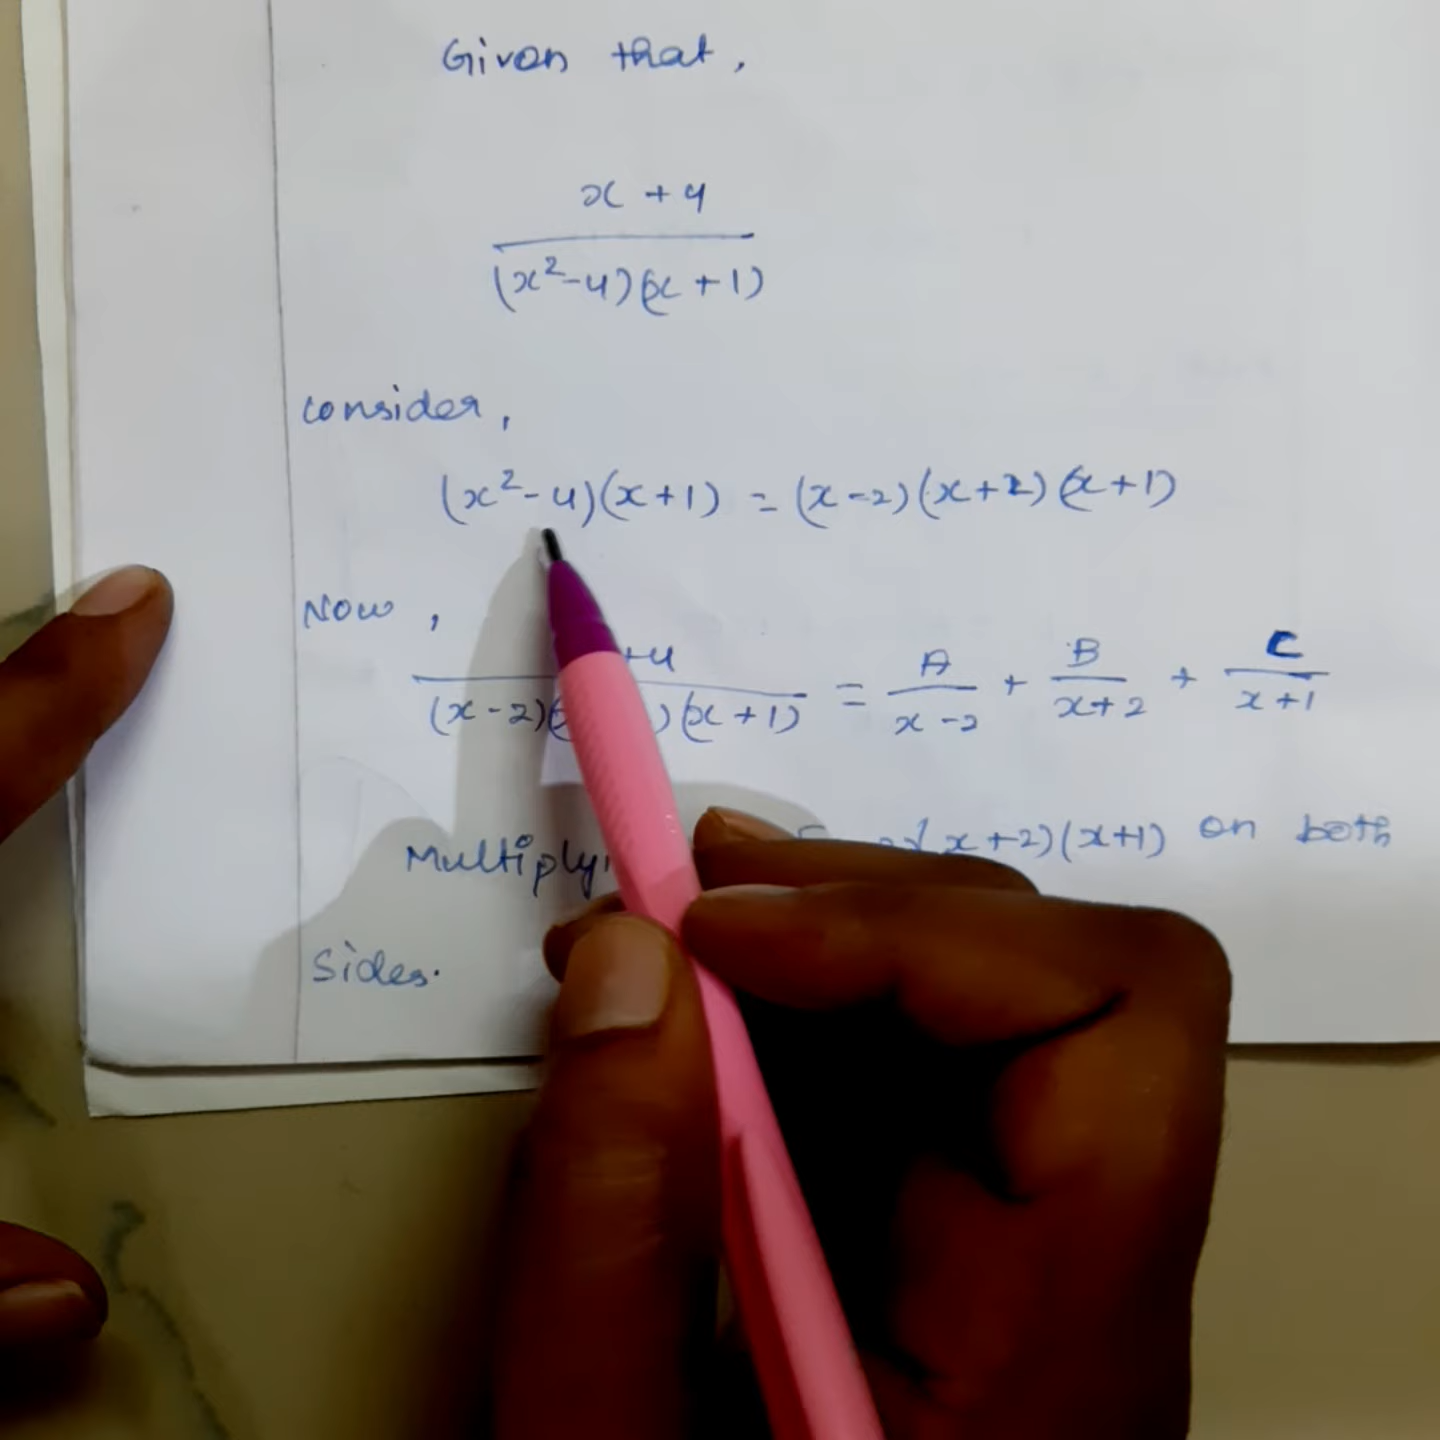 Given that,
x + 4
(x²-4)(x+1)
consider,
(x²-4)(x+1) = (x-2)(x+2)(x+1)
Now,
+4 = A + B + C
(x-2)( )(x+1) x-2 x+2 x+1
x+2)(x+1) on both
Sides.